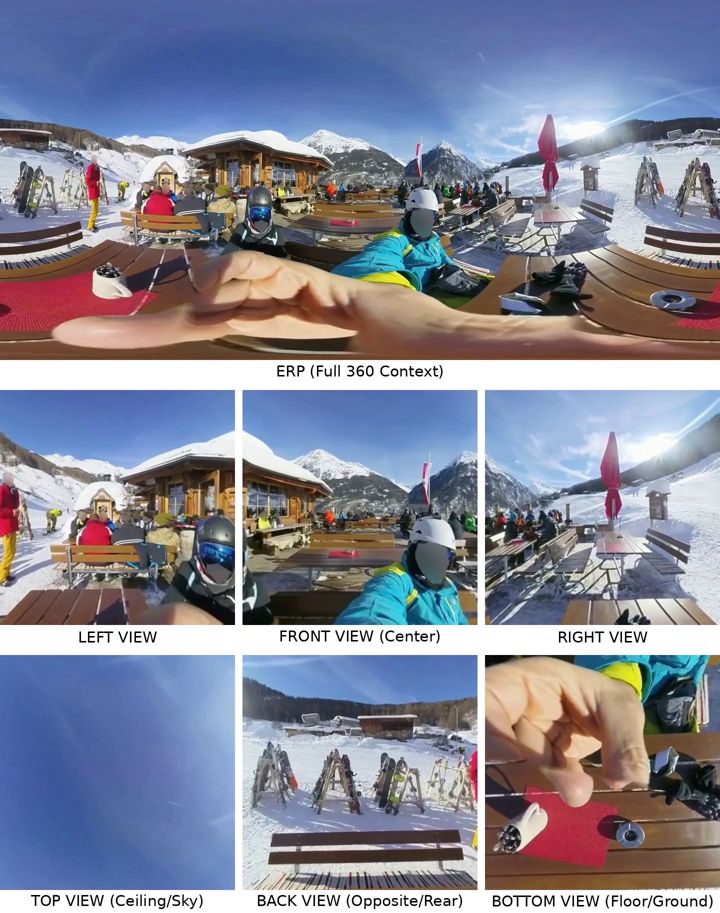 ERP (Full 360 Context)
LEFT VIEW
FRONT VIEW (Center)
RIGHT VIEW
TOP VIEW (Ceiling/Sky)
BACK VIEW (Opposite/Rear)
BOTTOM VIEW (Floor/Ground)